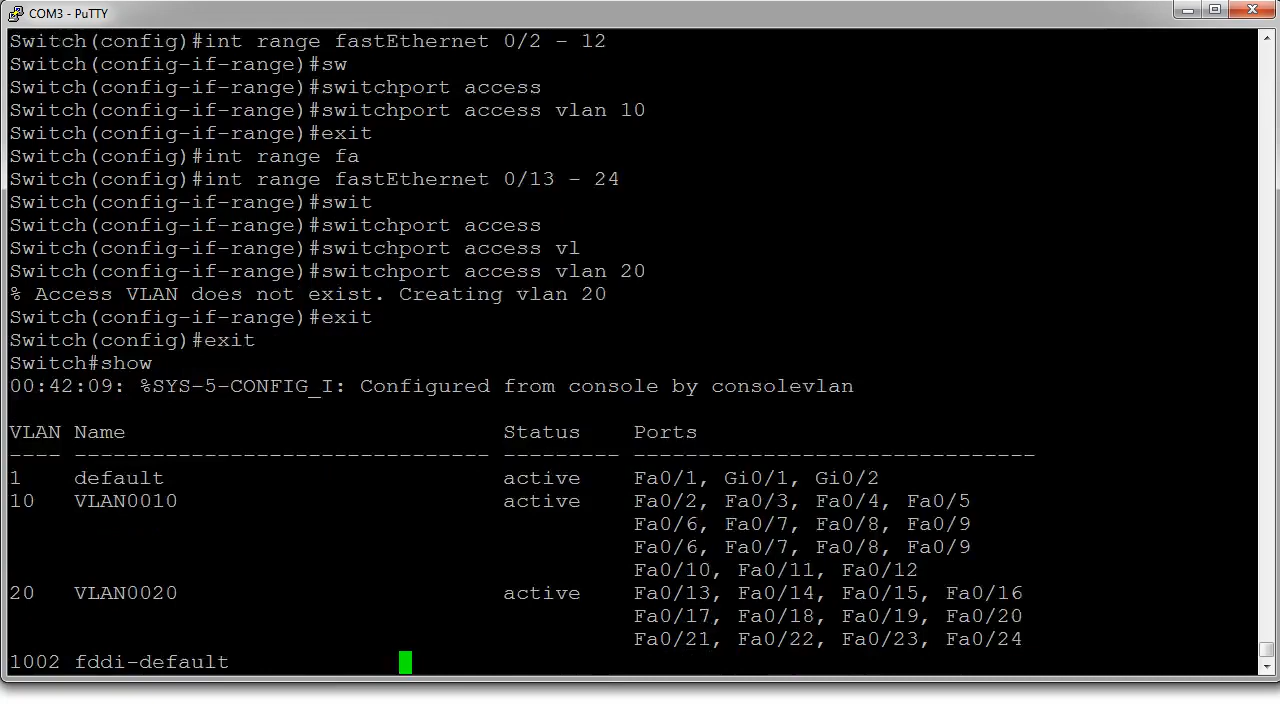 COM3 - PuTTY
Switch(config)#int range fastEthernet 0/2 - 12
Switch(config-if-range)#sw
Switch(config-if-range)#switchport access
Switch(config-if-range)#switchport access vlan 10
Switch(config-if-range)#exit
Switch(config)#int range fa
Switch(config)#int range fastEthernet 0/13 - 24
Switch(config-if-range)#swit
Switch(config-if-range)#switchport access
Switch(config-if-range)#switchport access vl
Switch(config-if-range)#switchport access vlan 20
% Access VLAN does not exist. Creating vlan 20
Switch(config-if-range)#exit
Switch(config)#exit
Switch#show
00:42:09: %SYS-5-CONFIG_I: Configured from console by consolevlan
VLAN Name                             Status    Ports
---- -------------------------------- --------- -------------------------------
1    default                          active    Fa0/1, Gi0/1, Gi0/2
10   VLAN0010                         active    Fa0/2, Fa0/3, Fa0/4, Fa0/5
                                                Fa0/6, Fa0/7, Fa0/8, Fa0/9
                                                Fa0/6, Fa0/7, Fa0/8, Fa0/9
                                                Fa0/10, Fa0/11, Fa0/12
20   VLAN0020                         active    Fa0/13, Fa0/14, Fa0/15, Fa0/16
                                                Fa0/17, Fa0/18, Fa0/19, Fa0/20
                                                Fa0/21, Fa0/22, Fa0/23, Fa0/24
1002 fddi-default